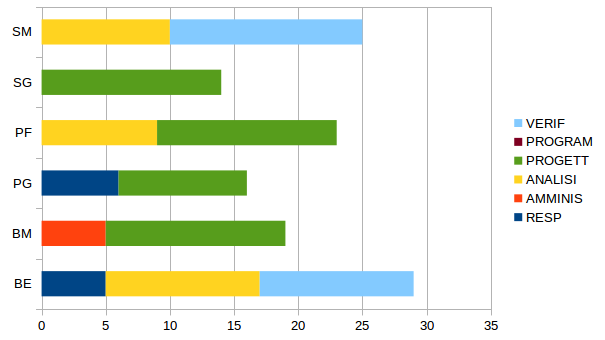 SM
SG
PF
PG
BM
BE
0 5 10 15 20 25 30 35
VERIF
PROGRAM
PROGETT
ANALISI
AMMINIS
RESP